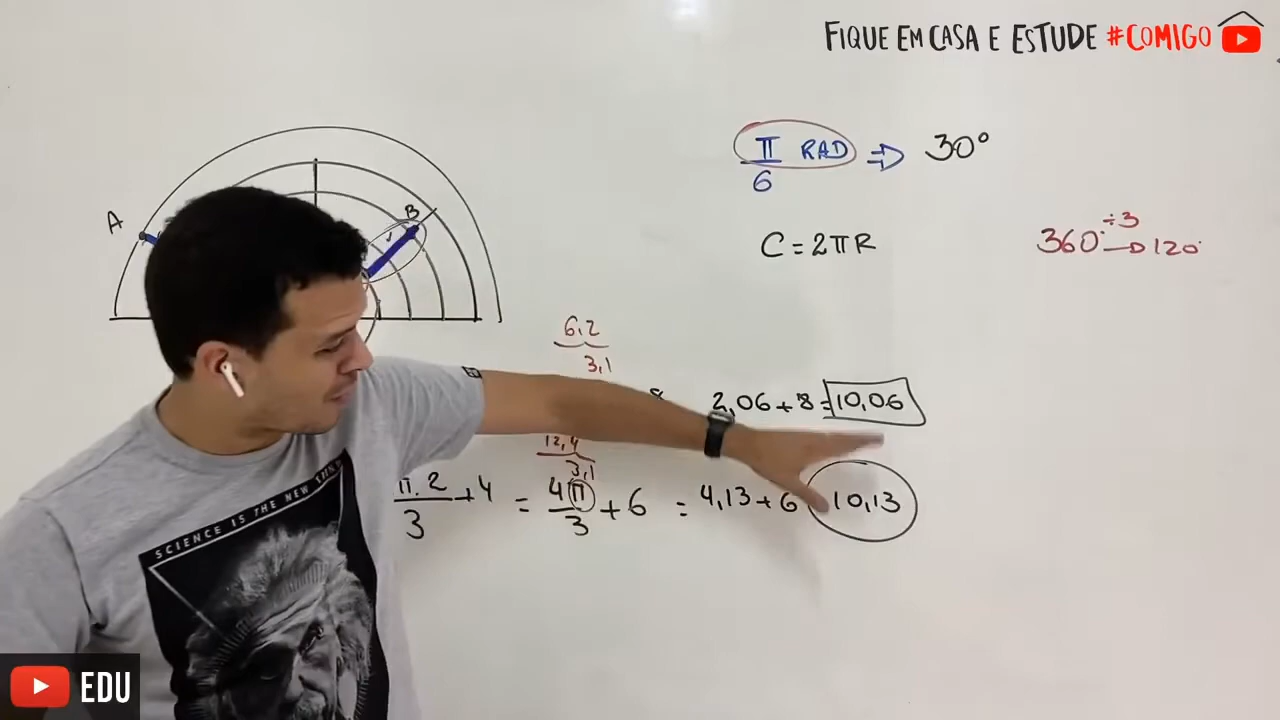 FIQUE EM CASA E ESTUDE #COMIGO
π RAD ⇒ 30°
6
A
B
C = 2πR
360° ÷3 → 120°
6,2
3,1
8
2,06 + 8 = 10,06
12,4
3,1
π.2 + 4 = 4π + 6 = 4,13 + 6 10,13
3 3
SCIENCE IS THE NEW
EDU